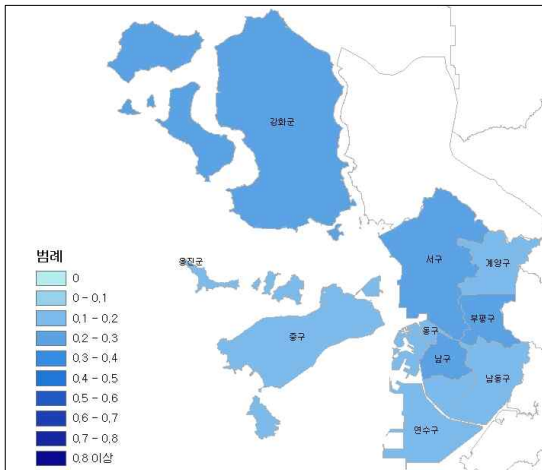 강화군
서구
계양구
옹진군
부평구
동구
중구
남구
남동구
연수구
범례
0
0 - 0,1
0,1 - 0,2
0,2 - 0,3
0,3 - 0,4
0,4 - 0,5
0,5 - 0,6
0,6 - 0,7
0,7 - 0,8
0,8 이상